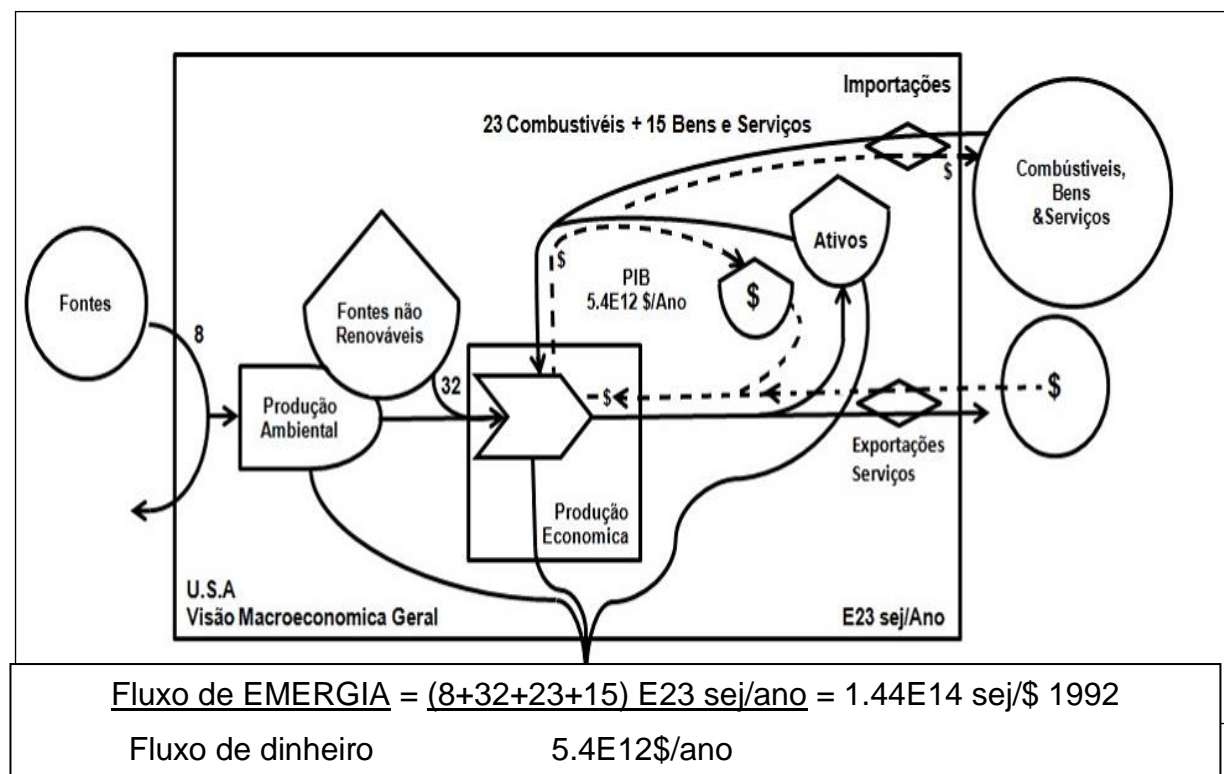 Importações
23 Combustivéis + 15 Bens e Serviços
Combústiveis,
Bens
&Serviços
$
Ativos
Fontes
8
$
PIB
5.4E12 $/Ano
$
Fontes não
Renováveis
32
Produção
Ambiental
$
$
Exportações
Serviços
Produção
Economica
U.S.A
Visão Macroeconomica Geral
E23 sej/Ano
Fluxo de EMERGIA = (8+32+23+15) E23 sej/ano = 1.44E14 sej/$ 1992
Fluxo de dinheiro 5.4E12$/ano